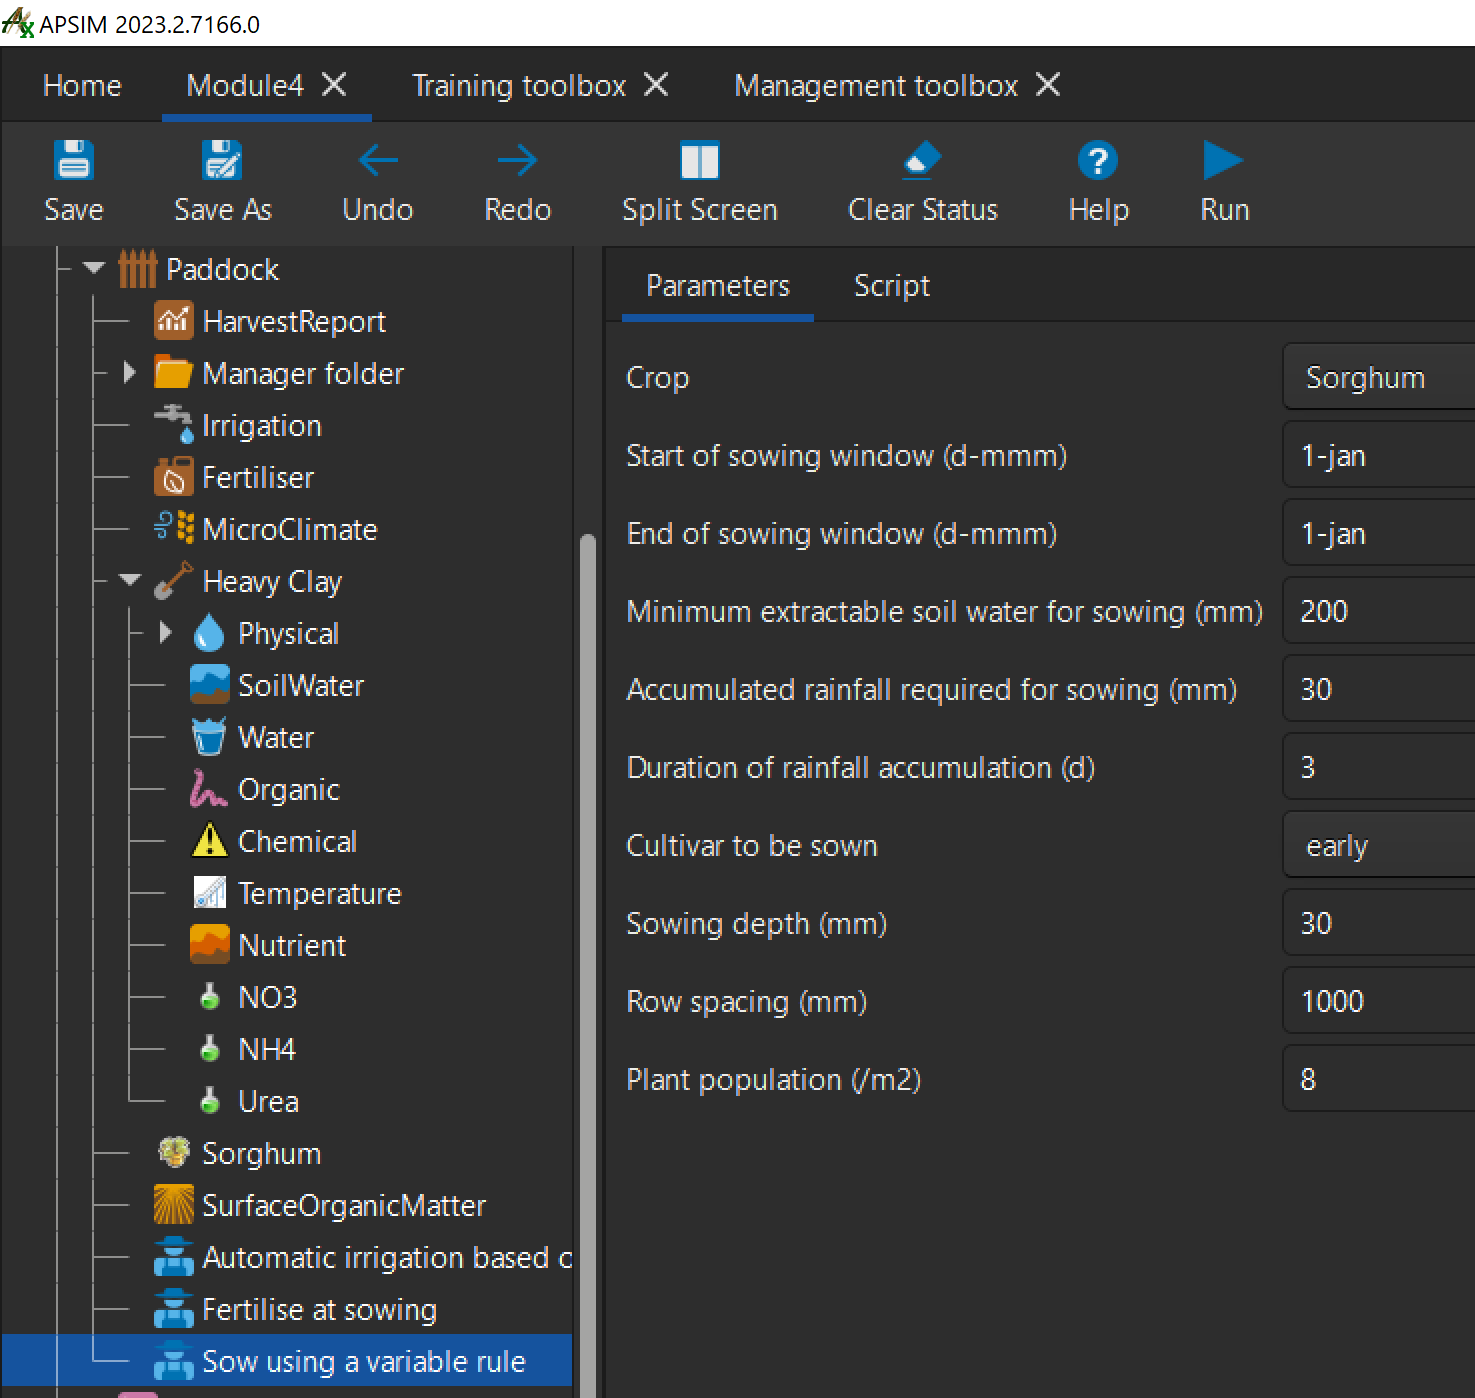 APSIM 2023.2.7166.0
Home Module4 Training toolbox Management toolbox
Save Save As Undo Redo Split Screen Clear Status Help Run
Paddock
HarvestReport
Manager folder
Irrigation
Fertiliser
MicroClimate
Heavy Clay
Physical
SoilWater
Water
Organic
Chemical
Temperature
Nutrient
NO3
NH4
Urea
Sorghum
SurfaceOrganicMatter
Automatic irrigation based o
Fertilise at sowing
Sow using a variable rule
Parameters Script
Crop Sorghum
Start of sowing window (d-mmm) 1-jan
End of sowing window (d-mmm) 1-jan
Minimum extractable soil water for sowing (mm) 200
Accumulated rainfall required for sowing (mm) 30
Duration of rainfall accumulation (d) 3
Cultivar to be sown early
Sowing depth (mm) 30
Row spacing (mm) 1000
Plant population (/m2) 8